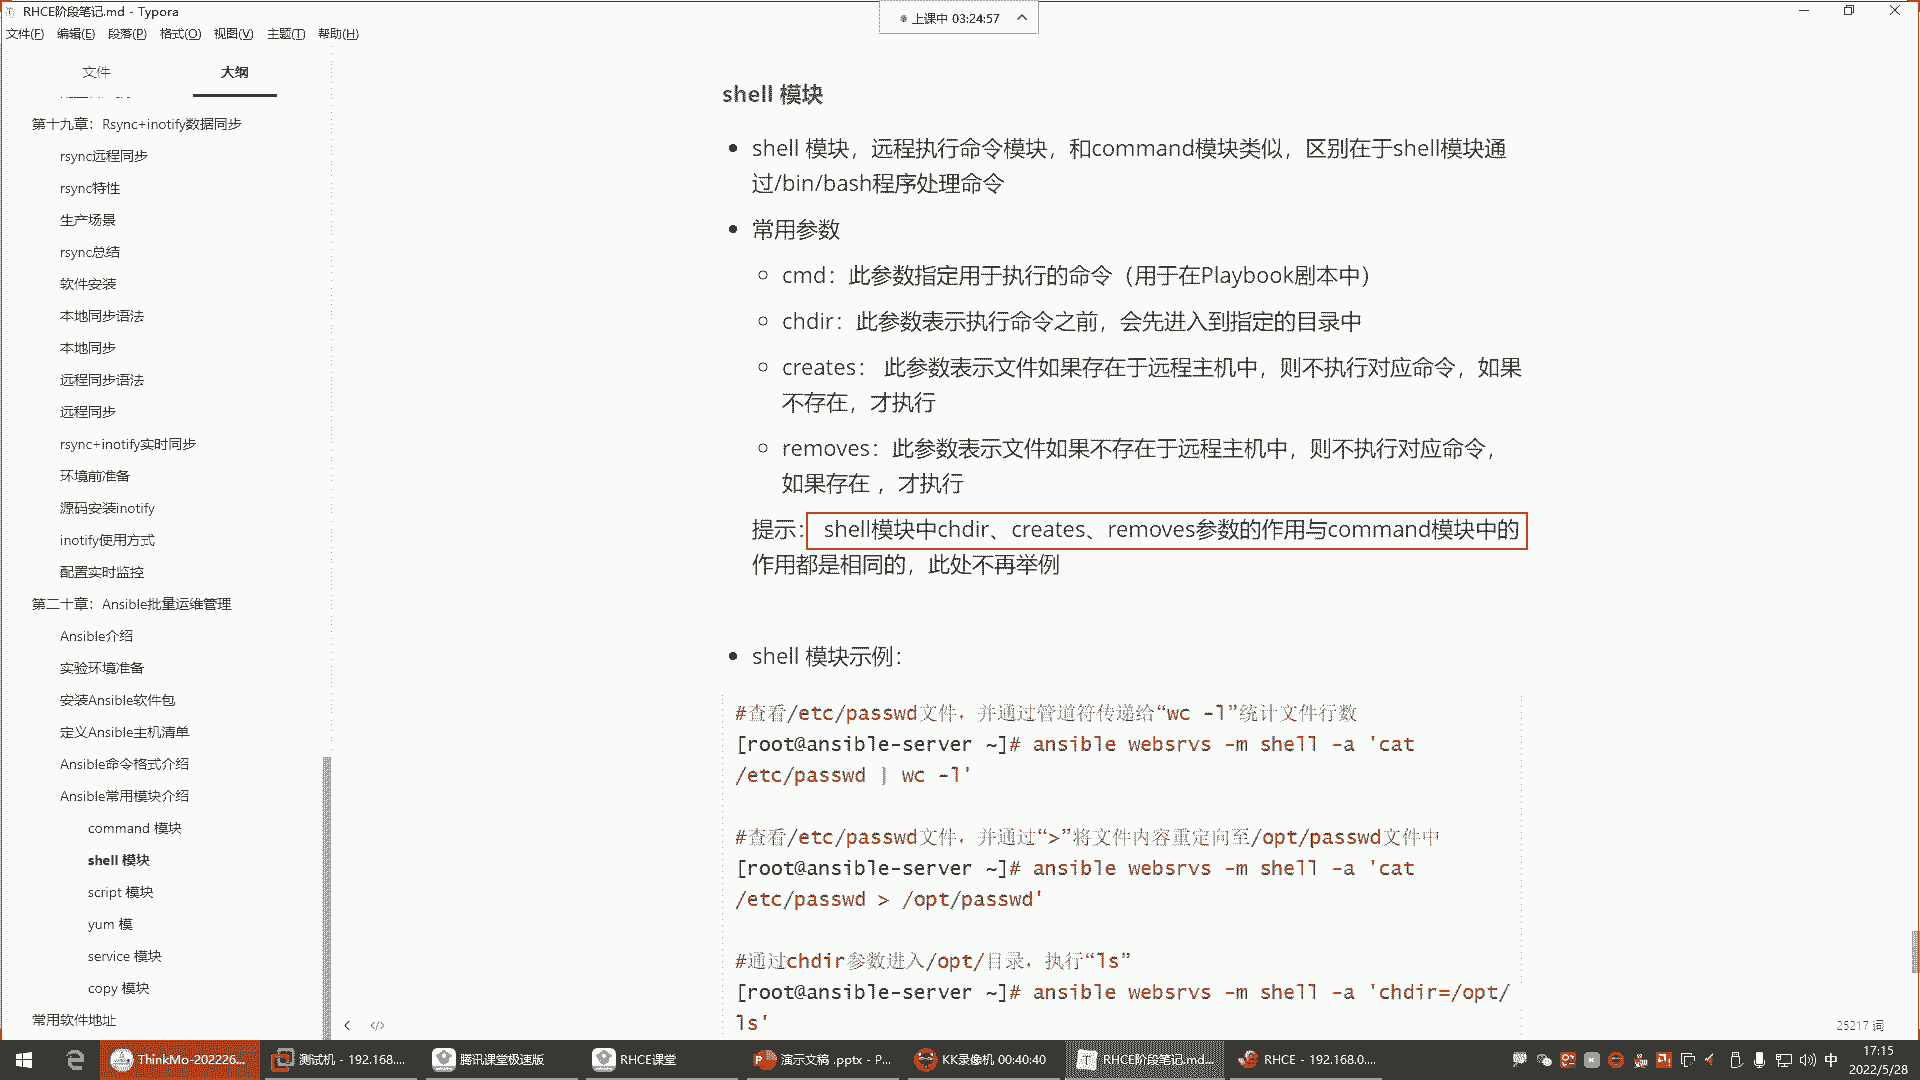 RHCE阶段笔记.md - Typora
上课中 03:24:57
文件(F) 编辑(E) 段落(P) 格式(O) 视图(V) 主题(T) 帮助(H)
文件 大纲
第十九章：Rsync+inotify数据同步
rsync远程同步
rsync特性
生产场景
rsync总结
软件安装
本地同步语法
本地同步
远程同步语法
远程同步
rsync+inotify实时同步
环境前准备
源码安装inotify
inotify使用方式
配置实时监控
第二十章：Ansible批量运维管理
Ansible介绍
实验环境准备
安装Ansible软件包
定义Ansible主机清单
Ansible命令格式介绍
Ansible常用模块介绍
command 模块
shell 模块
script 模块
yum 模
service 模块
copy 模块
常用软件地址
shell 模块
shell 模块，远程执行命令模块，和command模块类似，区别在于shell模块通
过/bin/bash程序处理命令
常用参数
cmd：此参数指定用于执行的命令（用于在Playbook剧本中）
chdir：此参数表示执行命令之前，会先进入到指定的目录中
creates： 此参数表示文件如果存在于远程主机中，则不执行对应命令，如果
不存在，才执行
removes：此参数表示文件如果不存在于远程主机中，则不执行对应命令，
如果存在 ，才执行
提示： shell模块中chdir、creates、removes参数的作用与command模块中的
作用都是相同的，此处不再举例
shell 模块示例：
#查看/etc/passwd文件，并通过管道符传递给“wc -l”统计文件行数
[root@ansible-server ~]# ansible websrvs -m shell -a 'cat
/etc/passwd | wc -l'
#查看/etc/passwd文件，并通过“>”将文件内容重定向至/opt/passwd文件中
[root@ansible-server ~]# ansible websrvs -m shell -a 'cat
/etc/passwd > /opt/passwd'
#通过chdir参数进入/opt/目录，执行“ls”
[root@ansible-server ~]# ansible websrvs -m shell -a 'chdir=/opt/
ls'
25217 词
ThinkMo-202226... 测试机 - 192.168.... 腾讯课堂极速版 RHCE课堂 演示文稿 .pptx - P... KK录像机 00:40:40 RHCE阶段笔记.md... RHCE - 192.168.0.... 中
17:15
2022/5/28